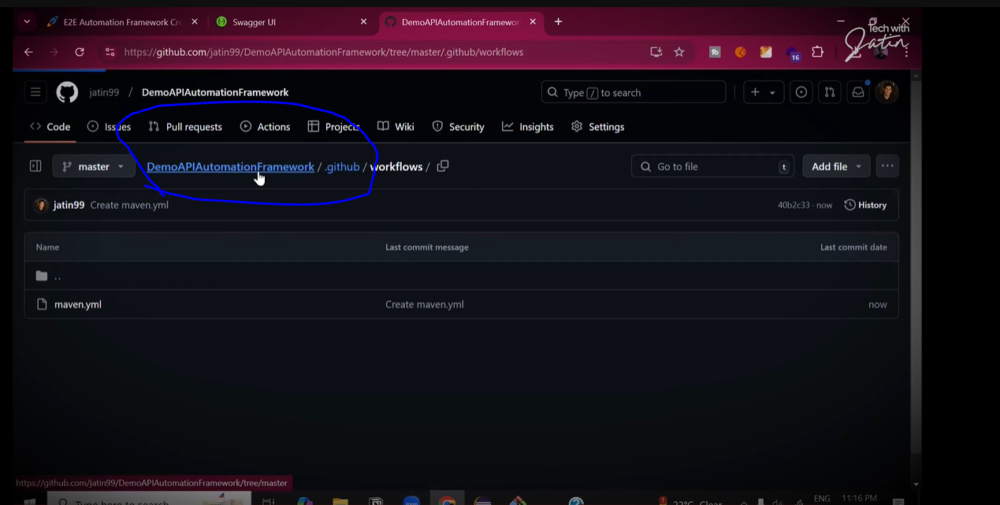 E2E Automation Framework Cr
Swagger UI
DemoAPIAutomationFramewor
Tech with
Jatin
https://github.com/jatin99/DemoAPIAutomationFramework/tree/master/.github/workflows
16
jatin99 / DemoAPIAutomationFramework
Type / to search
Code Issues Pull requests Actions Projects Wiki Security Insights Settings
master DemoAPIAutomationFramework / .github / workflows /
Go to file t Add file
jatin99 Create maven.yml 40b2c33 · now History
Name Last commit message Last commit date
..
maven.yml Create maven.yml now
https://github.com/jatin99/DemoAPIAutomationFramework/tree/master
Type here to search
22°C Clear
ENG 11:16 PM